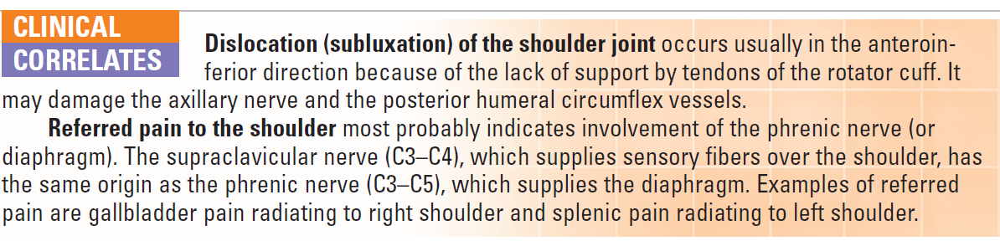 CLINICAL
CORRELATES
Dislocation (subluxation) of the shoulder joint occurs usually in the anteroin-
ferior direction because of the lack of support by tendons of the rotator cuff. It
may damage the axillary nerve and the posterior humeral circumflex vessels.
Referred pain to the shoulder most probably indicates involvement of the phrenic nerve (or
diaphragm). The supraclavicular nerve (C3–C4), which supplies sensory fibers over the shoulder, has
the same origin as the phrenic nerve (C3–C5), which supplies the diaphragm. Examples of referred
pain are gallbladder pain radiating to right shoulder and splenic pain radiating to left shoulder.